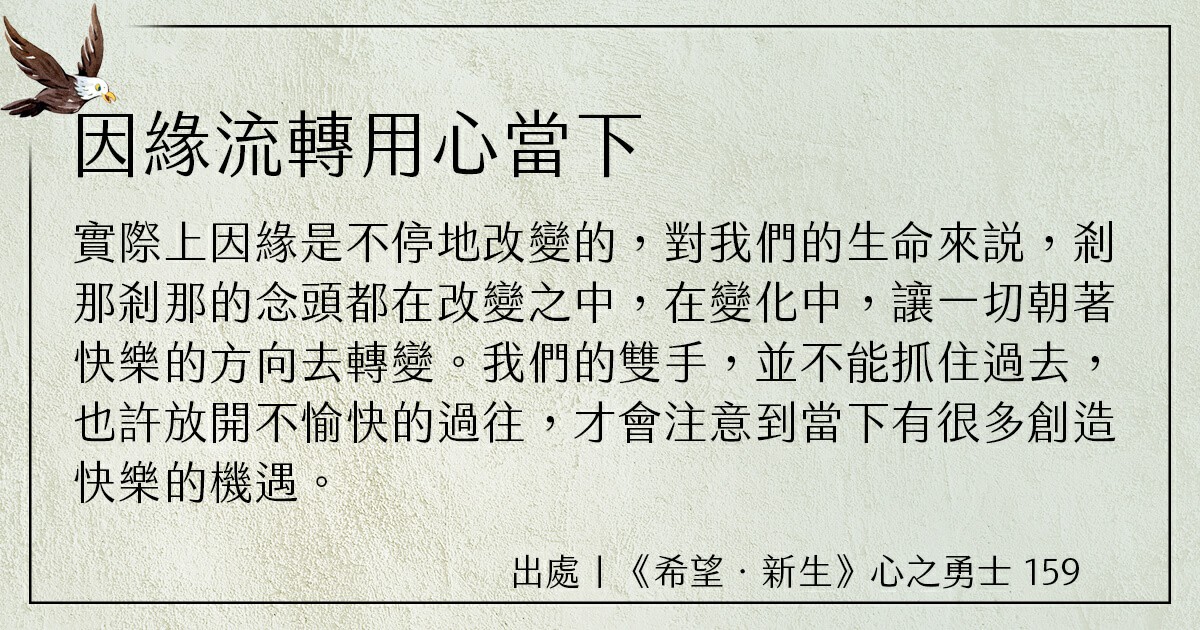 因緣流轉用心當下
實際上因緣是不停地改變的，對我們的生命來説，剎
那剎那的念頭都在改變之中，在變化中，讓一切朝著
快樂的方向去轉變。我們的雙手，並不能抓住過去，
也許放開不愉快的過往，才會注意到當下有很多創造
快樂的機遇。
出處〡《希望．新生》心之勇士 159